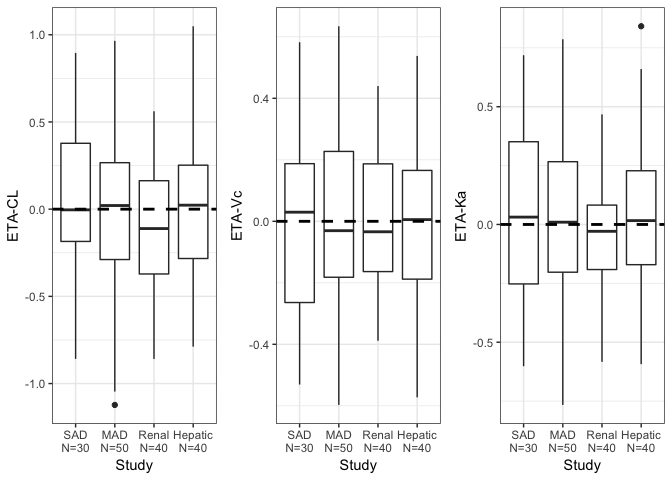 ETA-CL
1.0
0.5
0.0
-0.5
-1.0
SAD MAD Renal Hepatic
N=30 N=50 N=40 N=40
Study
ETA-Vc
0.4
0.0
-0.4
SAD MAD Renal Hepatic
N=30 N=50 N=40 N=40
Study
ETA-Ka
0.5
0.0
-0.5
SAD MAD Renal Hepatic
N=30 N=50 N=40 N=40
Study